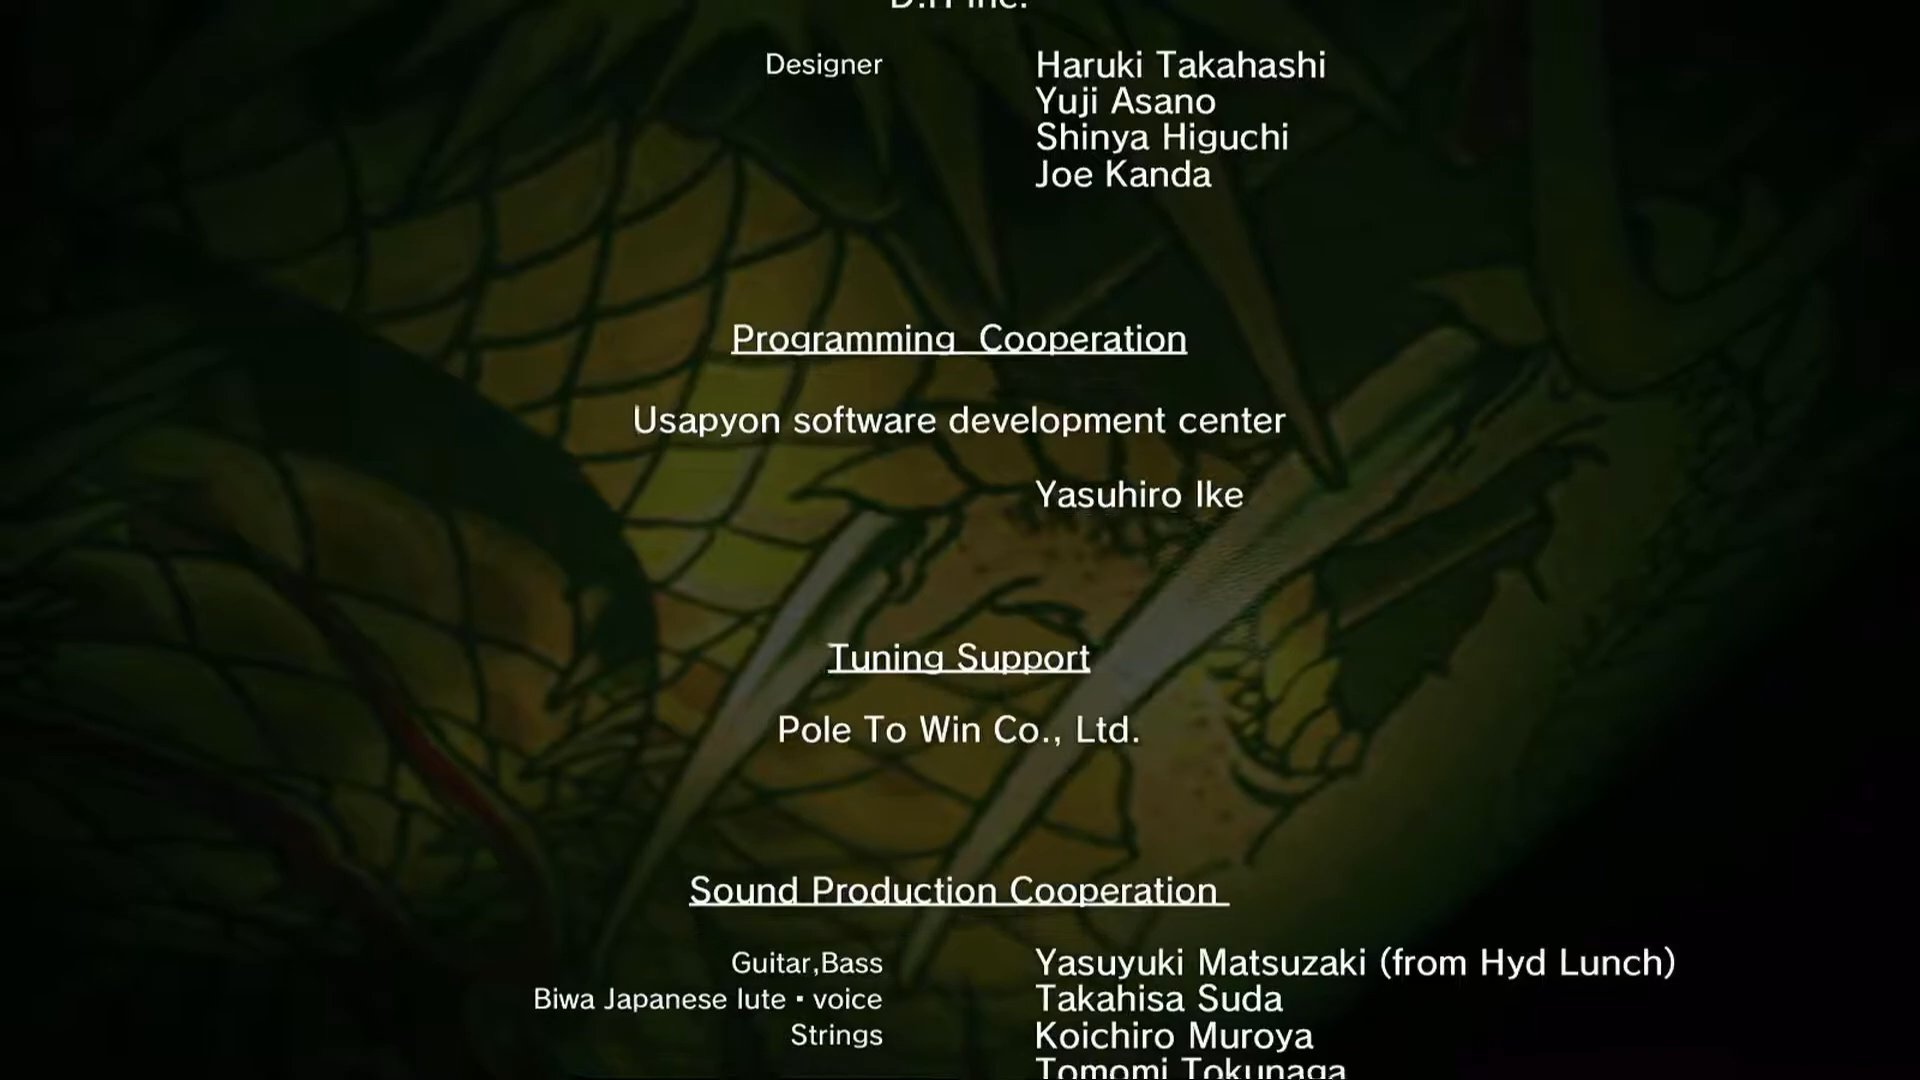 Inc.
Designer Haruki Takahashi
Yuji Asano
Shinya Higuchi
Joe Kanda
Programming Cooperation
Usapyon software development center
Yasuhiro Ike
Tuning Support
Pole To Win Co., Ltd.
Sound Production Cooperation
Guitar,Bass Yasuyuki Matsuzaki (from Hyd Lunch)
Biwa Japanese lute・voice Takahisa Suda
Strings Koichiro Muroya
Tomomi Tokunaga